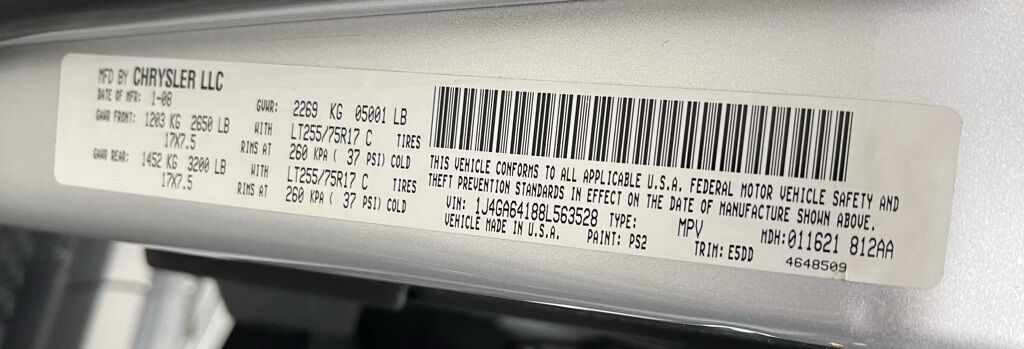 MFD BY CHRYSLER LLC
DATE OF MFR: 1-08 GVWR: 2269 KG 05001 LB
GAWR FRONT: 1203 KG 2650 LB WITH LT255/75R17 C TIRES
17X7.5 RIMS AT 260 KPA ( 37 PSI) COLD
GAWR REAR: 1452 KG 3200 LB WITH LT255/75R17 C TIRES
17X7.5 RIMS AT 260 KPA ( 37 PSI) COLD
THIS VEHICLE CONFORMS TO ALL APPLICABLE U.S.A. FEDERAL MOTOR VEHICLE SAFETY AND
THEFT PREVENTION STANDARDS IN EFFECT ON THE DATE OF MANUFACTURE SHOWN ABOVE.
VIN: 1J4GA64188L563528 TYPE: MPV MDH:011621 812AA
VEHICLE MADE IN U.S.A. PAINT: PS2 TRIM: E5DD
4648509